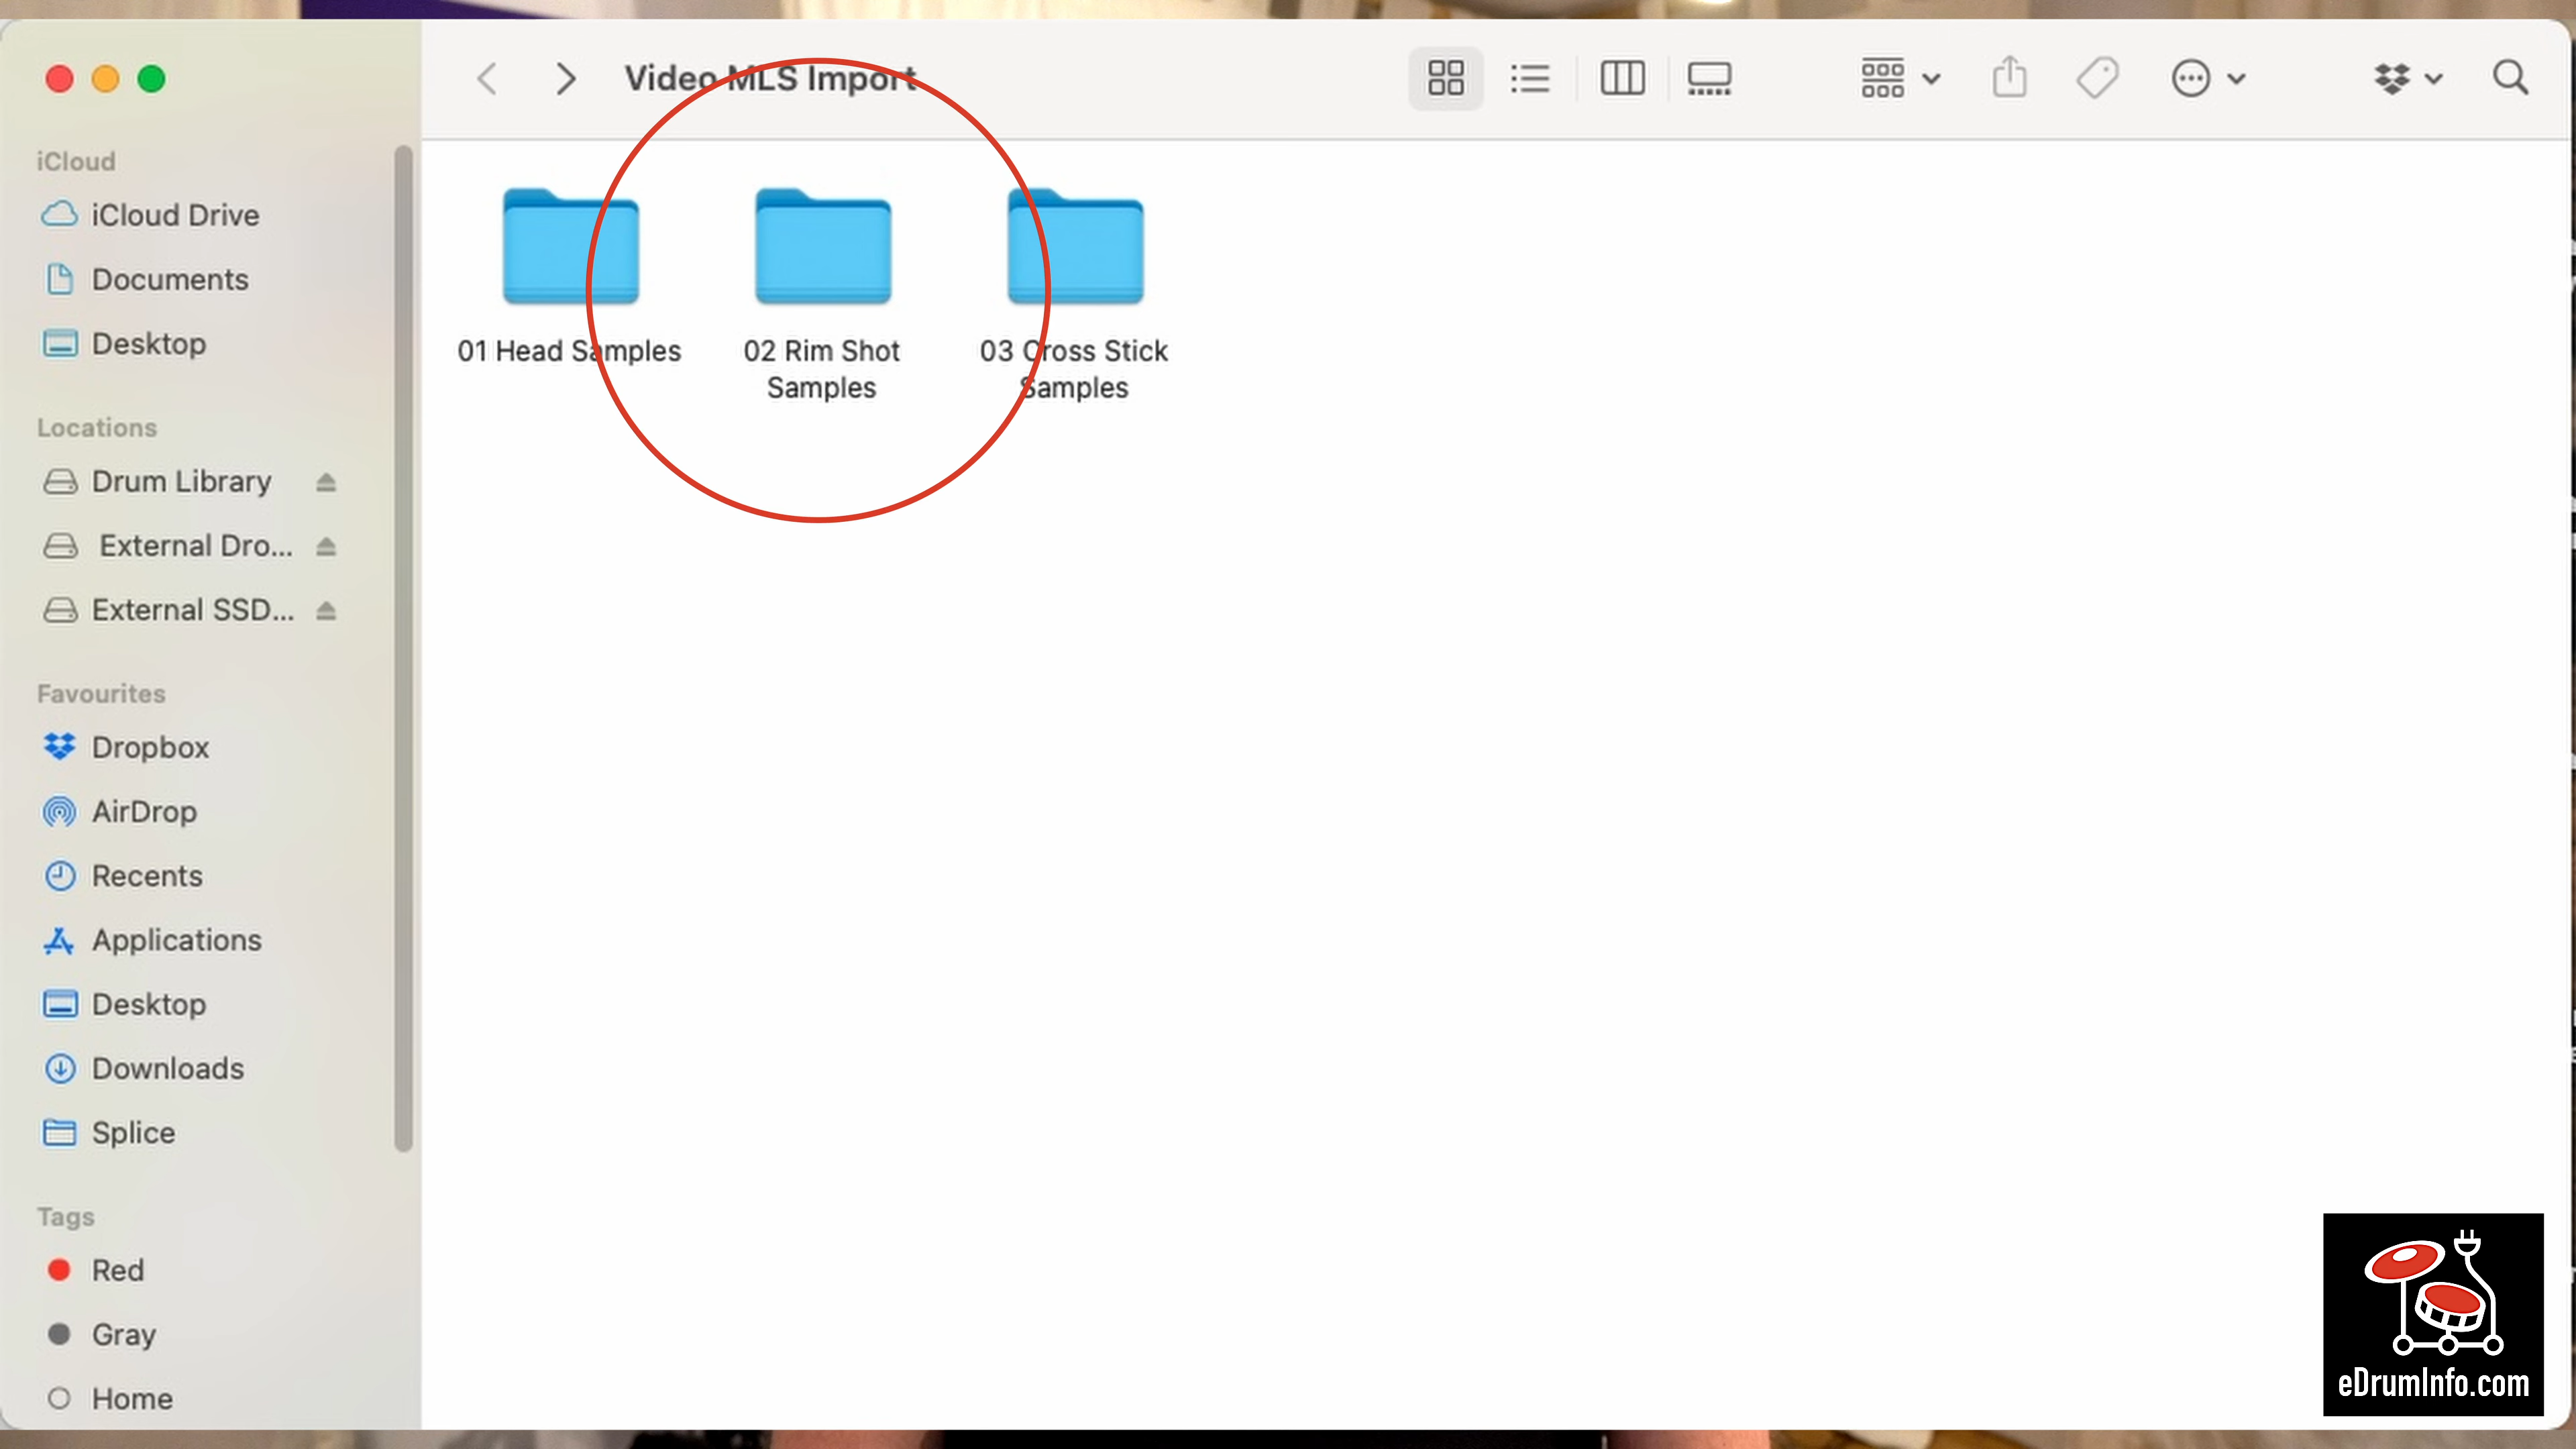 Video MLS Import
iCloud
iCloud Drive
Documents
Desktop
Locations
Drum Library
External Dro...
External SSD...
Favourites
Dropbox
AirDrop
Recents
Applications
Desktop
Downloads
Splice
Tags
Red
Gray
Home
01 Head Samples
02 Rim Shot
Samples
03 Cross Stick
Samples
eDrumInfo.com